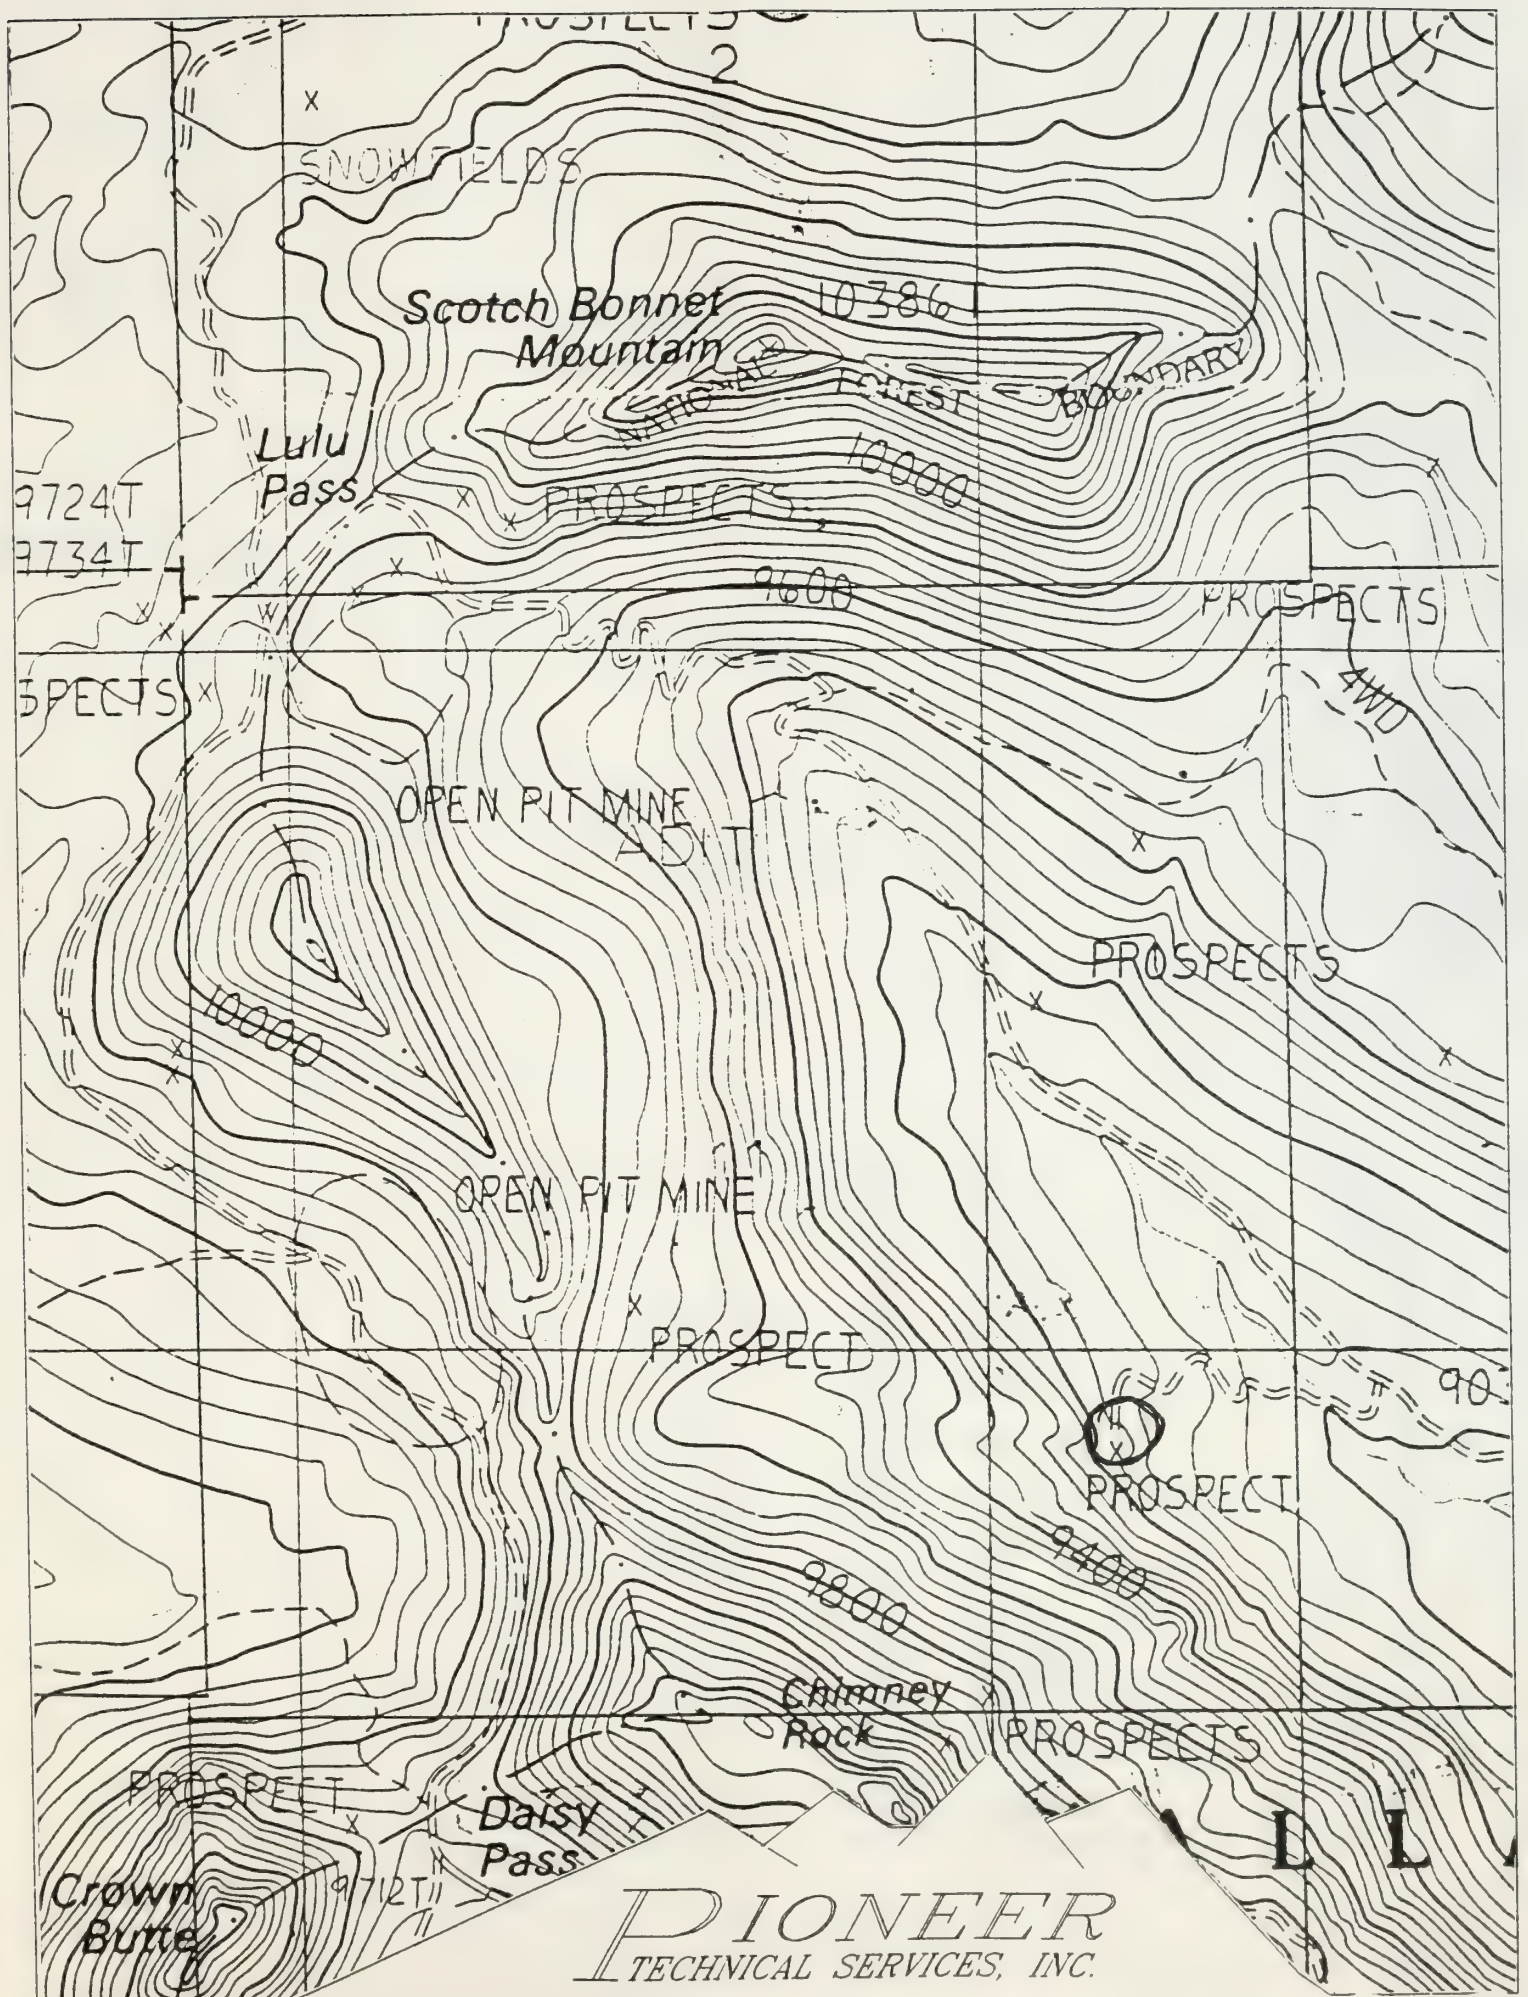 PROSPECTS
2
X
SNOWFIELDS
Scotch Bonnet
Mountain
10386T
X
NATIONAL FOREST BOUNDARY
Lulu
Pass
10000
X
9724T
X
PROSPECTS
X
9734T
X
9600
X
X
X
PROSPECTS
X
SPECTS
X
4WD
OPEN PIT MINE
ADIT
X
PROSPECTS
10000
X
X
X
X
OPEN PIT MINE
X
PROSPECT
90
X
PROSPECT
9400
9800
Chimney
Rock
X
X
PROSPECTS
PROSPECT
X
Daisy
Pass
L L
9712T
Crown
Butte
PIONEER
TECHNICAL SERVICES, INC.